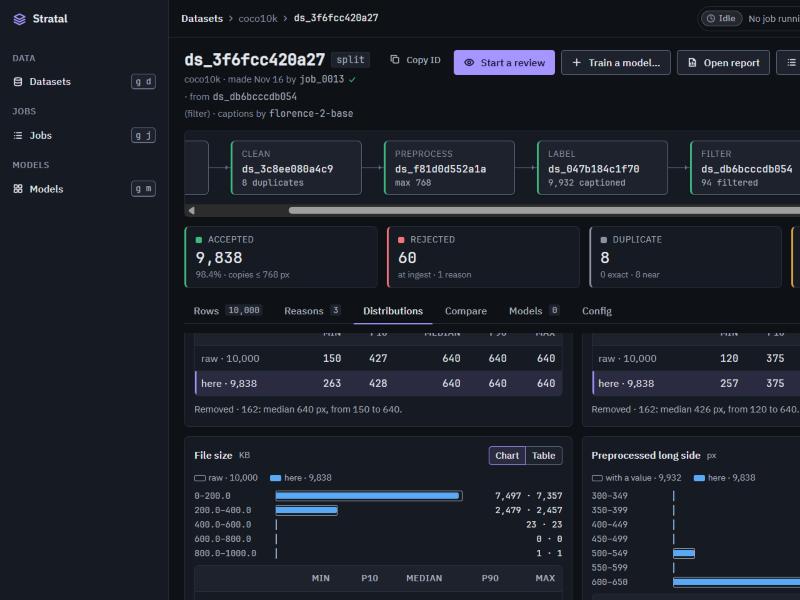 Stratal
Datasets > coco10k > ds_3f6fcc420a27
Idle No job runni
DATA
Datasets g d
JOBS
Jobs g j
MODELS
Models g m
ds_3f6fcc420a27 split
Copy ID
Start a review
+ Train a model...
Open report
coco10k · made Nov 16 by job_0013 ✓
· from ds_db6bcccdb054
(filter) · captions by florence-2-base
CLEAN
ds_3c8ee080a4c9
8 duplicates
PREPROCESS
ds_f81d0d552a1a
max 768
LABEL
ds_047b184c1f70
9,932 captioned
FILTER
ds_db6bcccdb054
94 filtered
ACCEPTED
9,838
98.4% · copies ≤ 768 px
REJECTED
60
at ingest · 1 reason
DUPLICATE
8
0 exact · 8 near
Rows 10,000 Reasons 3 Distributions Compare Models 0 Config
MIN P10 MEDIAN P90 MAX
raw · 10,000 150 427 640 640 640
here · 9,838 263 428 640 640 640
Removed · 162: median 640 px, from 150 to 640.
MIN P10
raw · 10,000 120 375
here · 9,838 257 375
Removed · 162: median 426 px, from 120 to 640.
File size KB
Chart Table
raw · 10,000 here · 9,838
0–200.0 7,497 · 7,357
200.0–400.0 2,479 · 2,457
400.0–600.0 23 · 23
600.0–800.0 0 · 0
800.0–1000.0 1 · 1
MIN P10 MEDIAN P90 MAX
Preprocessed long side px
with a value · 9,932 here · 9,838
300–349
350–399
400–449
450–499
500–549
550–599
600–650